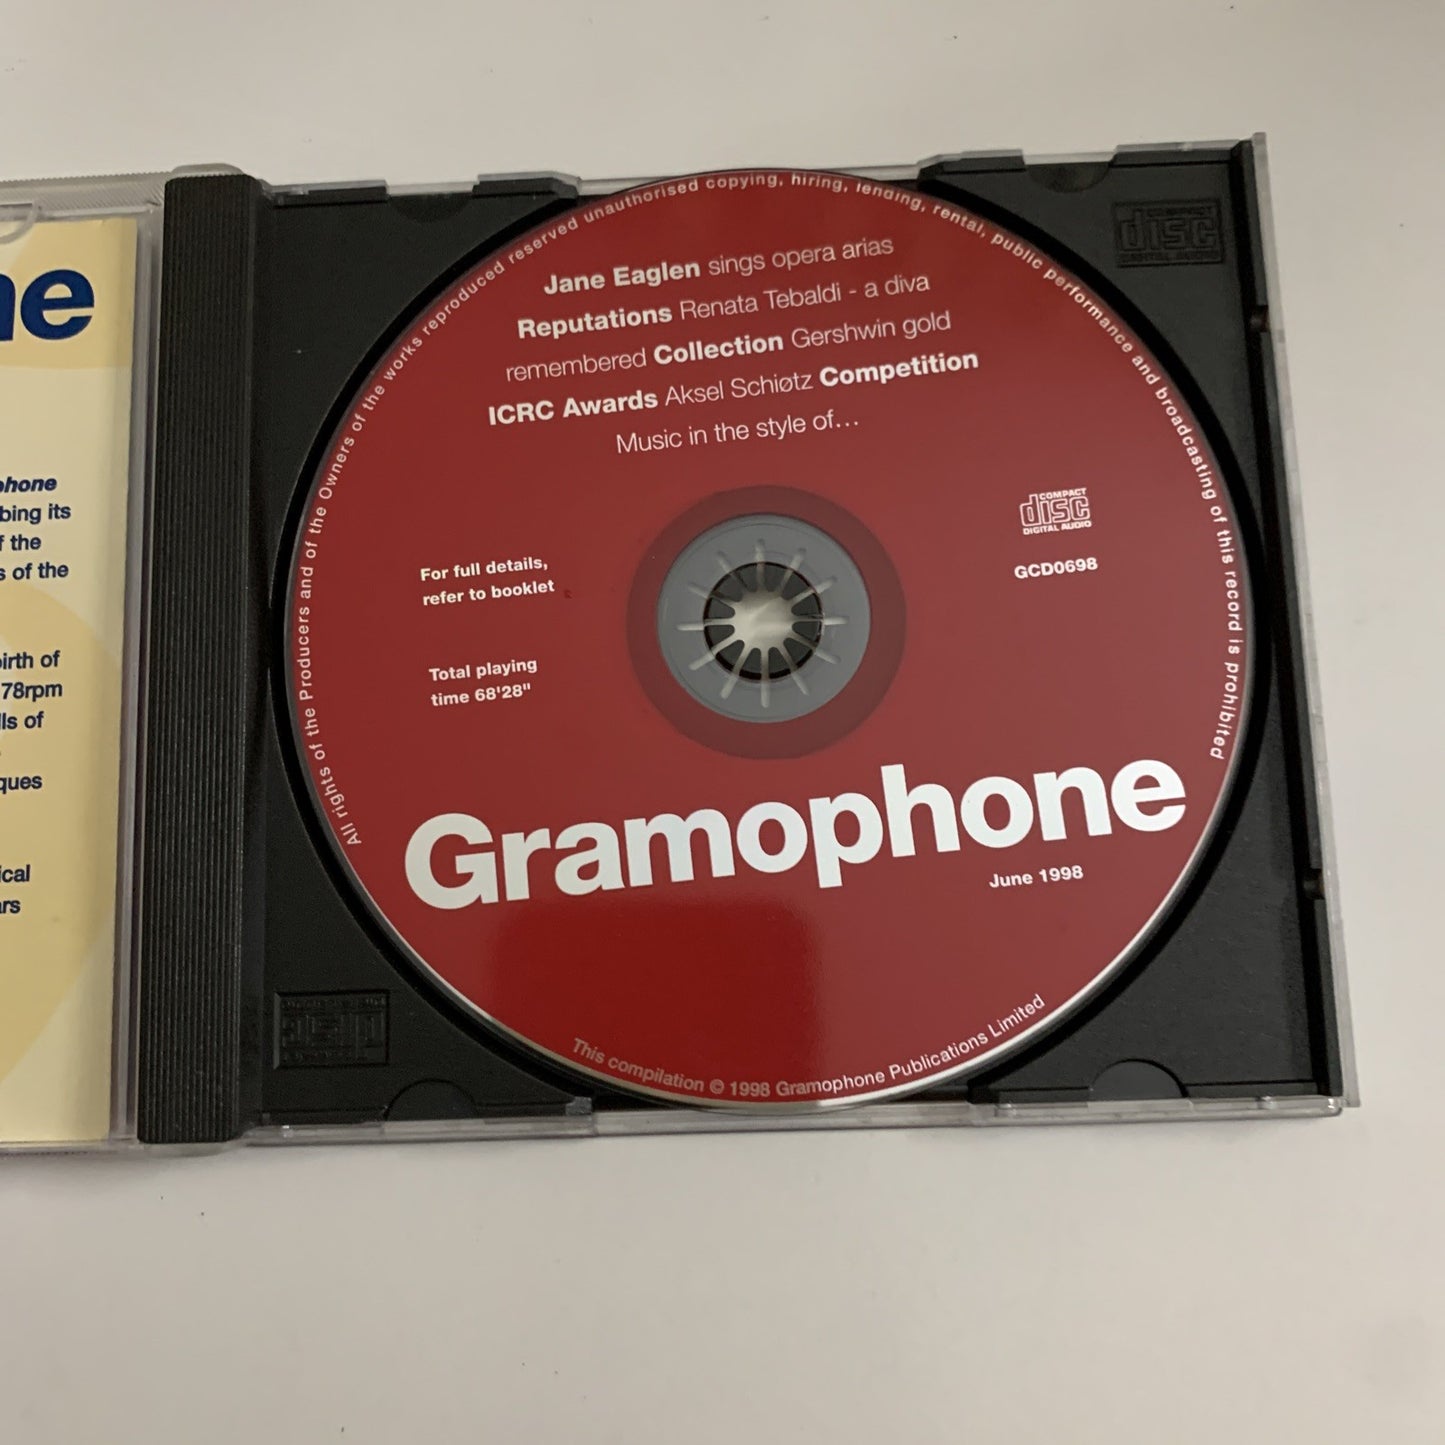 ne
phone
bing its
f the
s of the
irth of
78rpm
lls of
ques
ical
ars
All rights of the Producers and of the Owners of the works reproduced reserved unauthorised copying, hiring, lending, rental, public performance and broadcasting of this record is prohibited
Jane Eaglen sings opera arias
Reputations Renata Tebaldi - a diva
remembered Collection Gershwin gold
ICRC Awards Aksel Schiøtz Competition
Music in the style of...
For full details,
refer to booklet
Total playing
time 68'28"
COMPACT
disc
DIGITAL AUDIO
GCD0698
Gramophone
June 1998
This compilation © 1998 Gramophone Publications Limited
disc
DIGITAL AUDIO